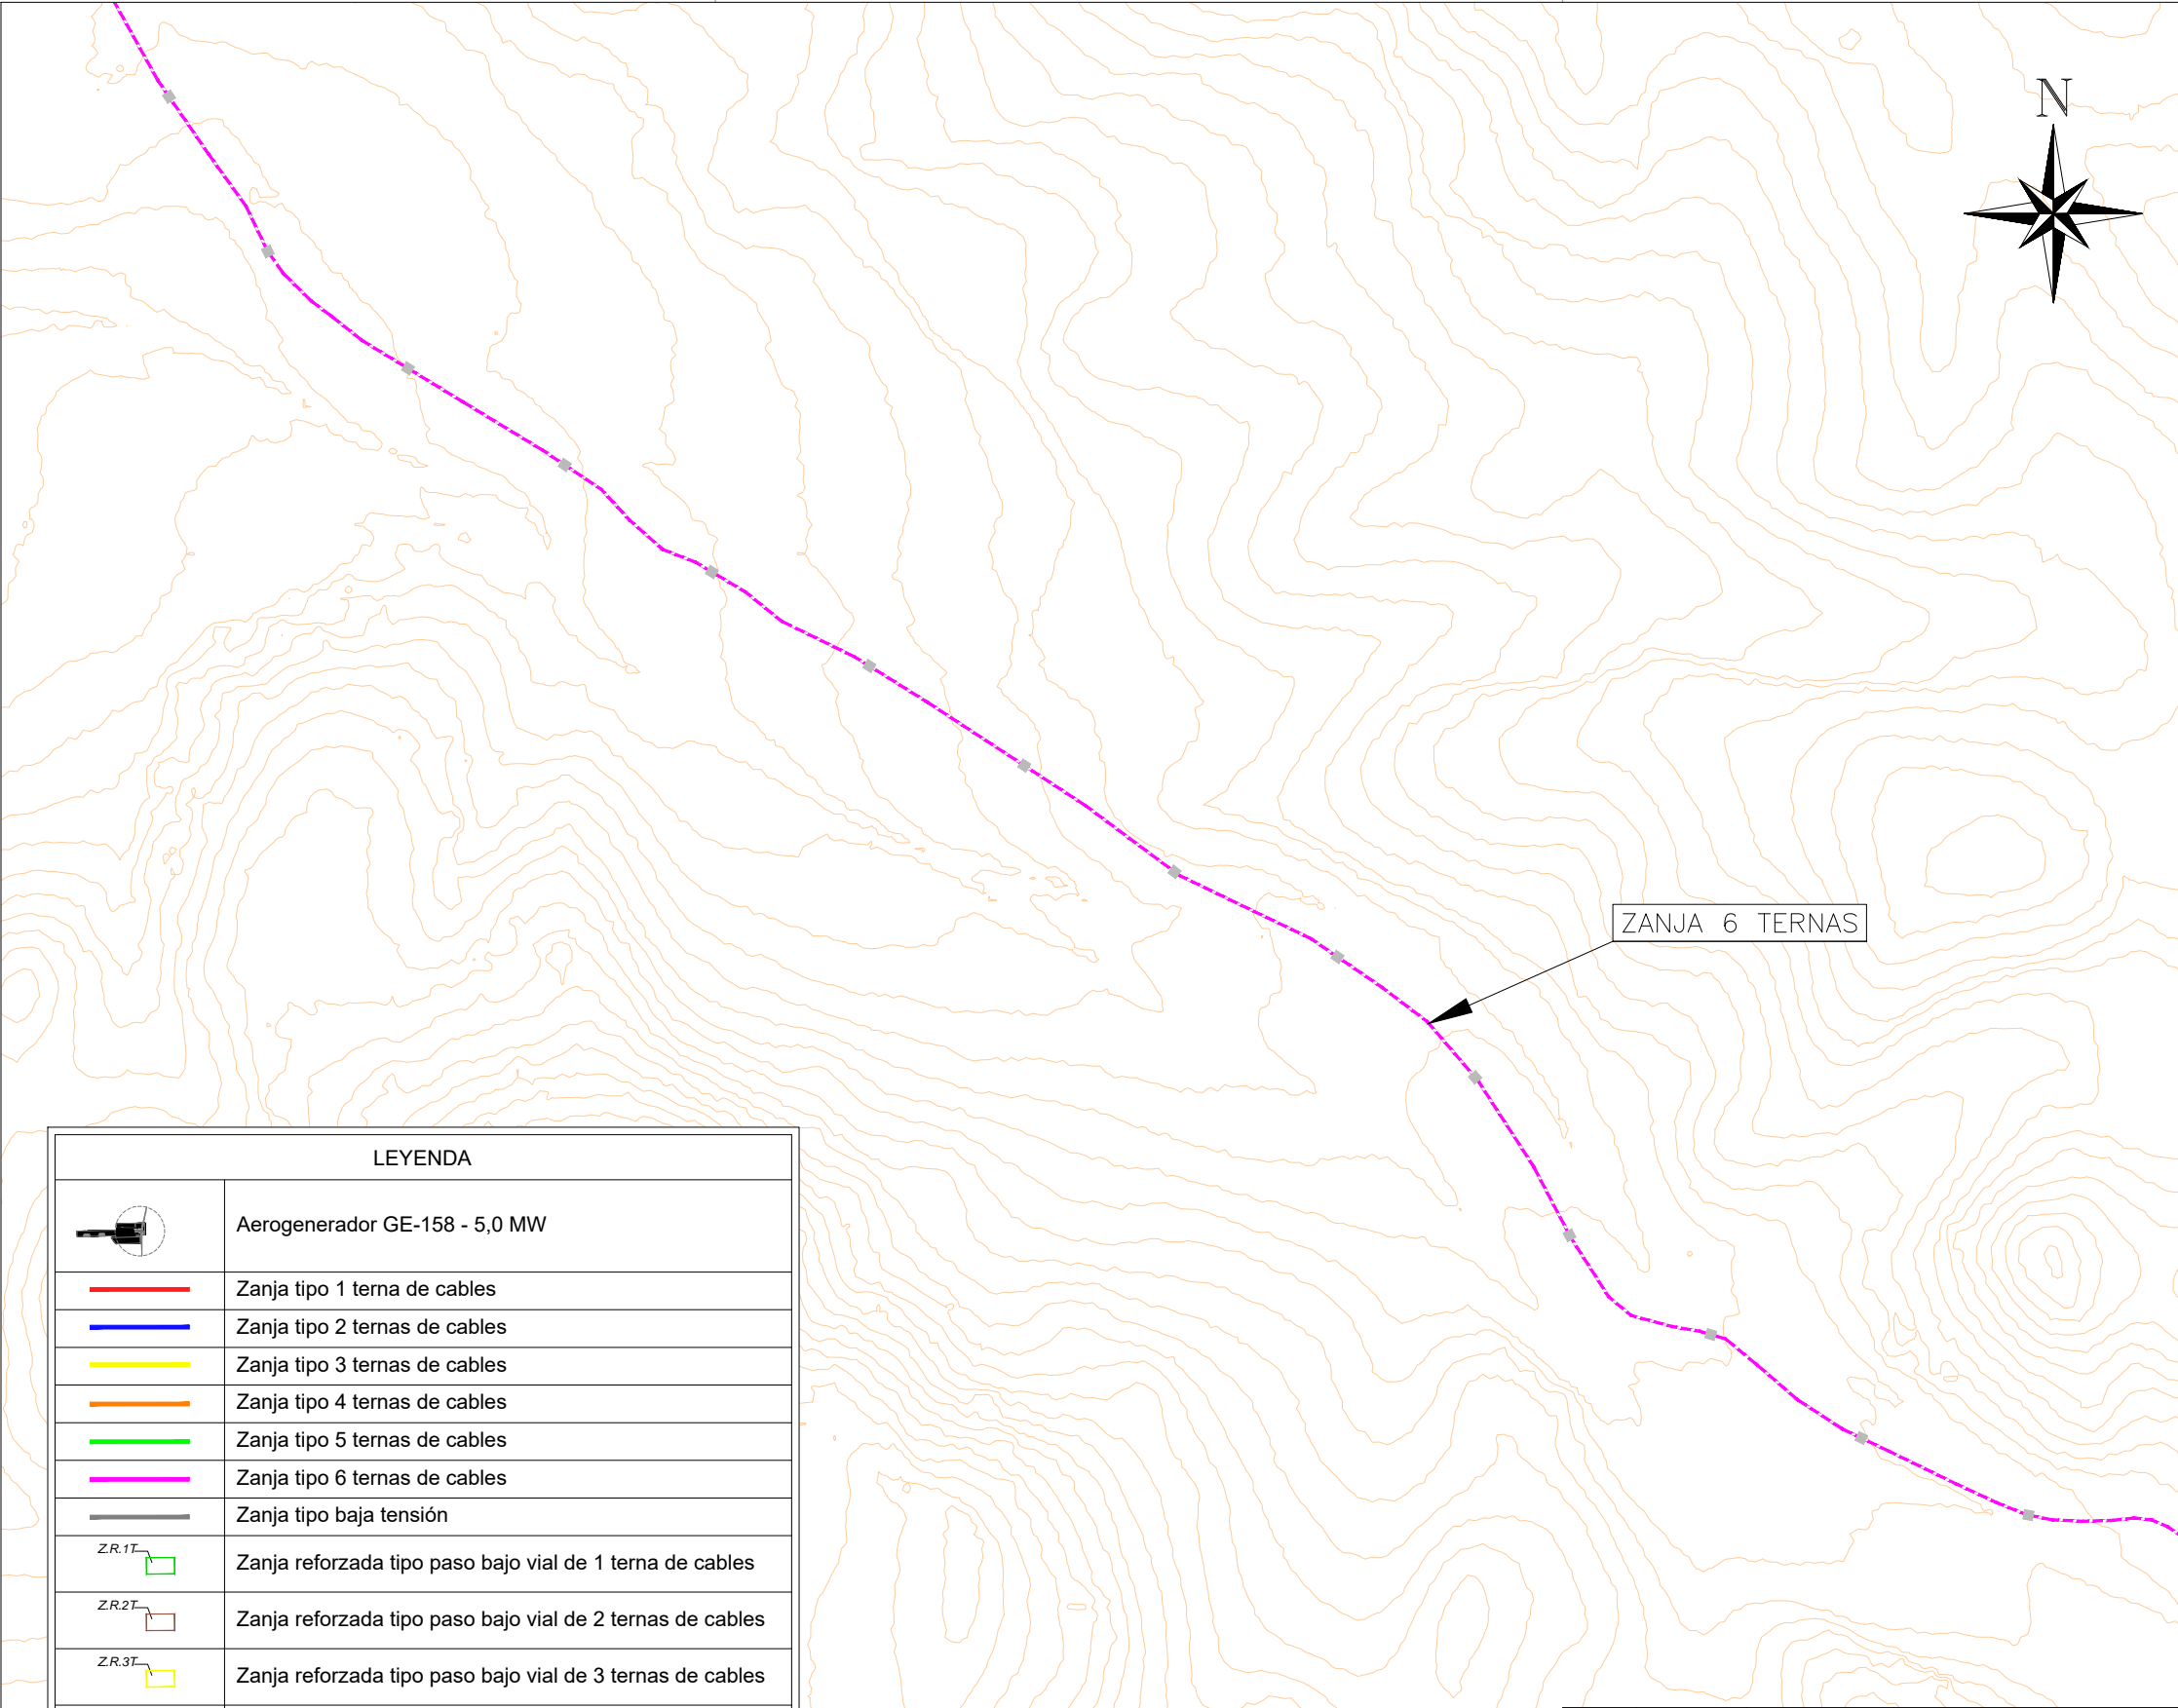 N
ZANJA 6 TERNAS
LEYENDA
Aerogenerador GE-158 - 5,0 MW
Zanja tipo 1 terna de cables
Zanja tipo 2 ternas de cables
Zanja tipo 3 ternas de cables
Zanja tipo 4 ternas de cables
Zanja tipo 5 ternas de cables
Zanja tipo 6 ternas de cables
Zanja tipo baja tensión
Z.R.1T
Zanja reforzada tipo paso bajo vial de 1 terna de cables
Z.R.2T
Zanja reforzada tipo paso bajo vial de 2 ternas de cables
Z.R.3T
Zanja reforzada tipo paso bajo vial de 3 ternas de cables